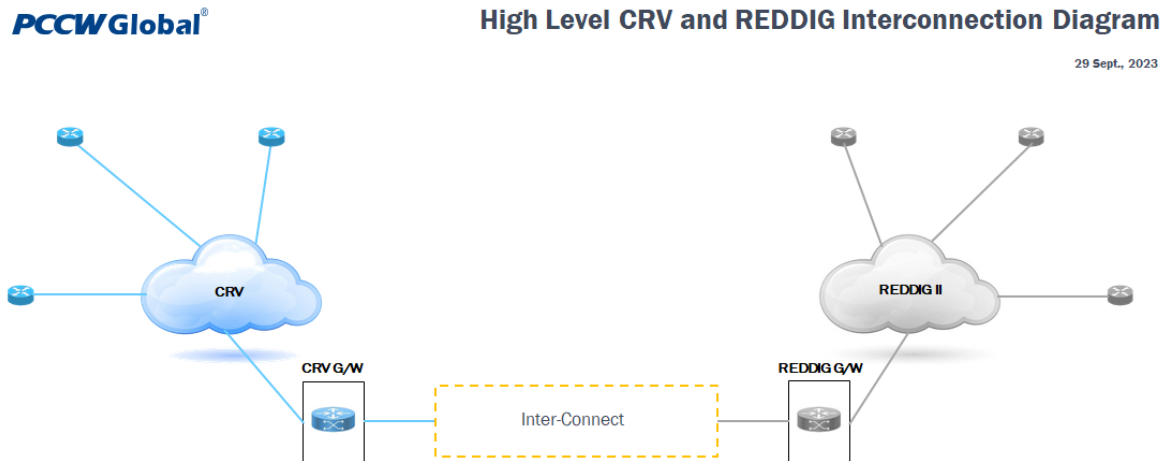 PCCW Global®
High Level CRV and REDDIG Interconnection Diagram
29 Sept., 2023
CRV
REDDIG II
CRV G/W
REDDIG G/W
Inter-Connect